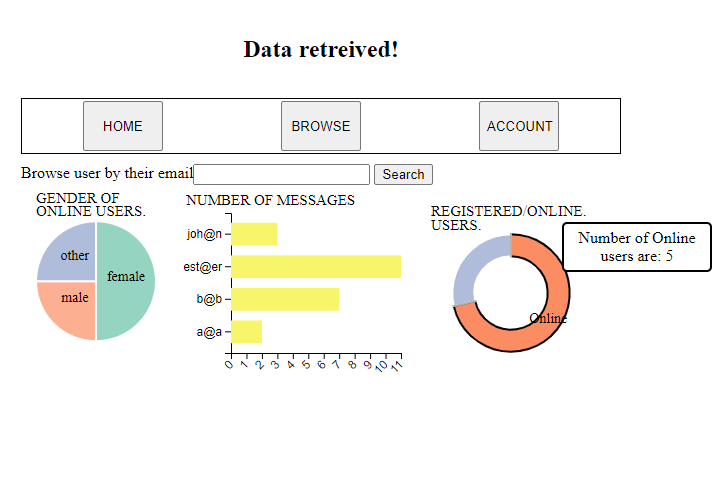 Data retreived!
HOME BROWSE ACCOUNT
Browse user by their email Search
GENDER OF
ONLINE USERS.
other
female
male
NUMBER OF MESSAGES
joh@n
est@er
b@b
a@a
0 1 2 3 4 5 6 7 8 9 10 11
REGISTERED/ONLINE.
USERS.
Number of Online
users are: 5
Online